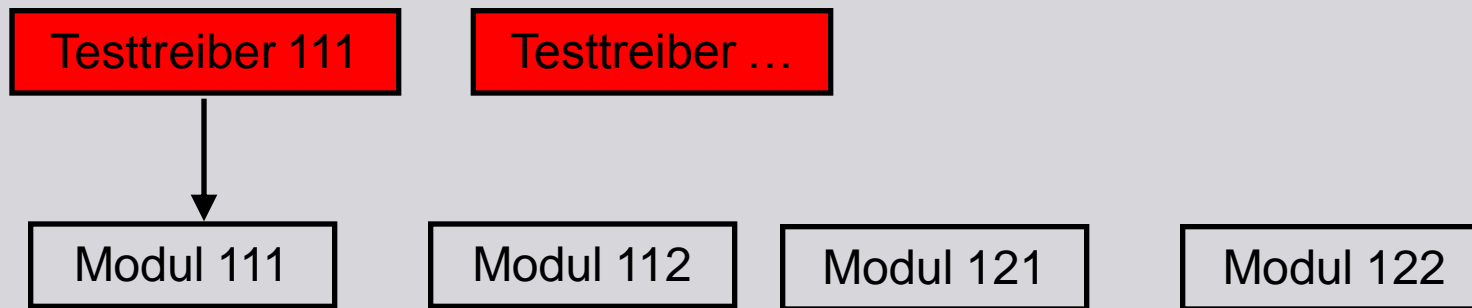 Testtreiber 111
Testtreiber …
Modul 111
Modul 112
Modul 121
Modul 122